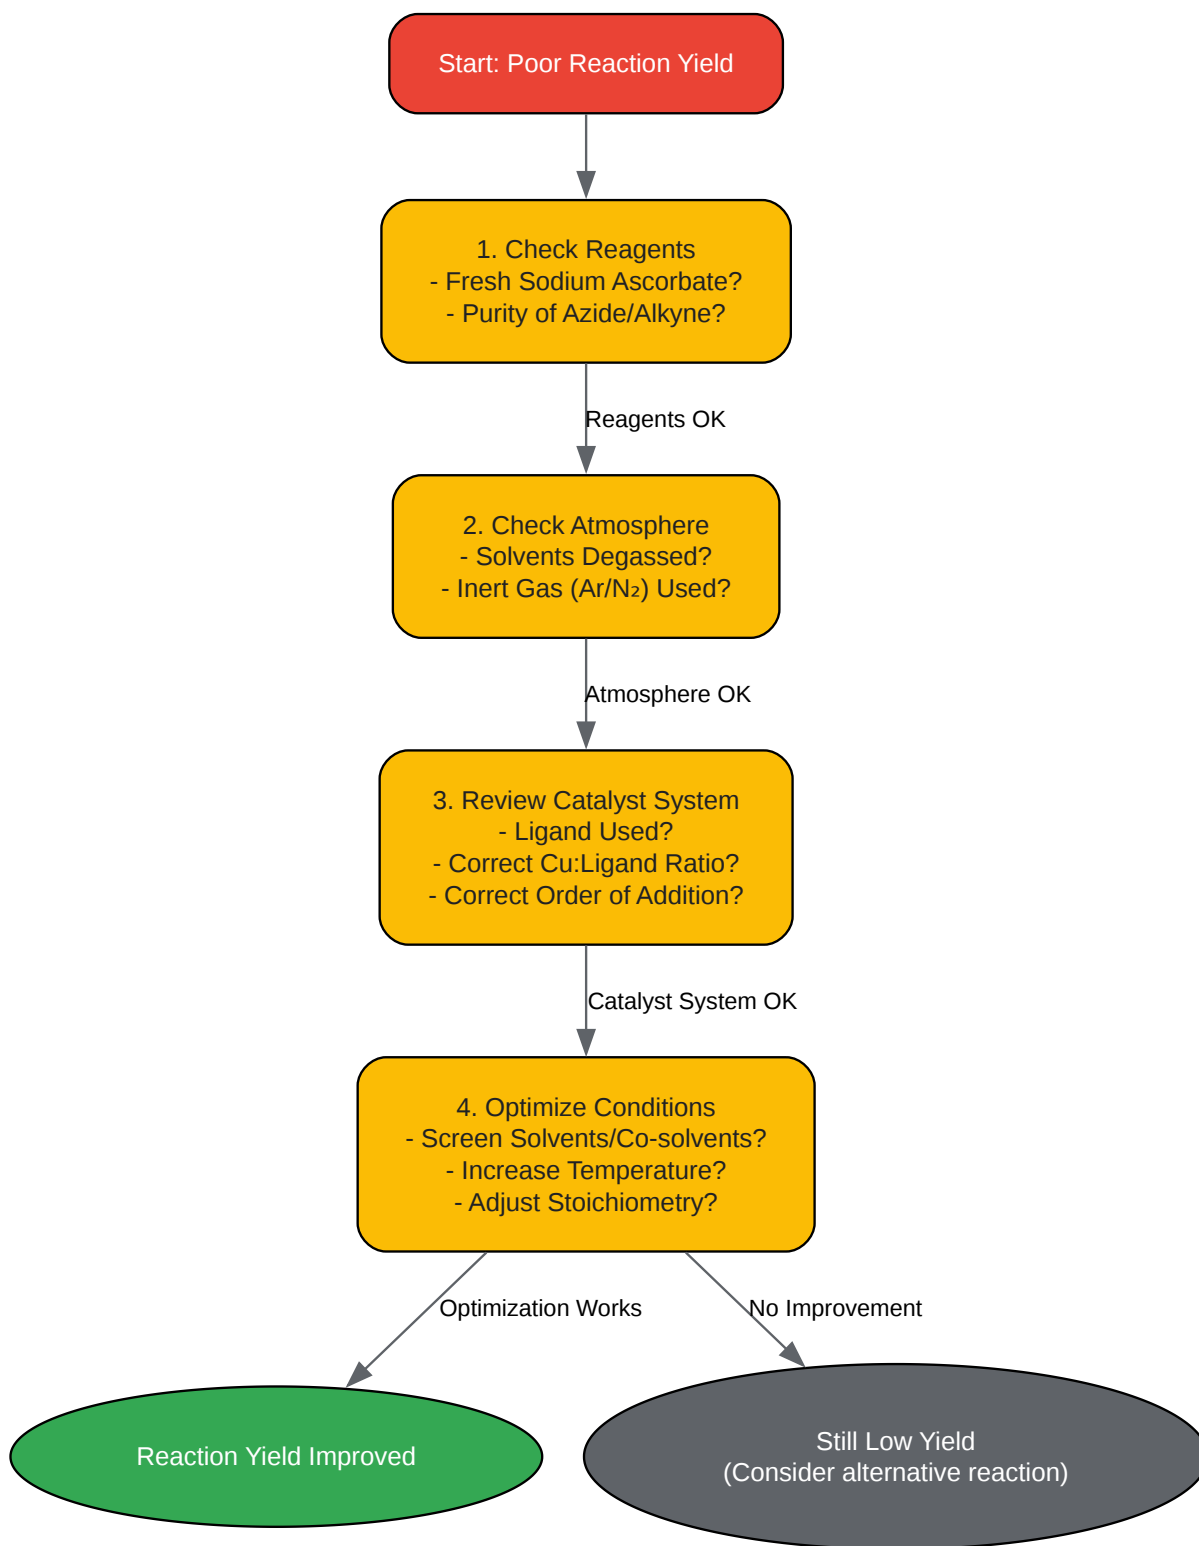 Start: Poor Reaction Yield
1. Check Reagents
- Fresh Sodium Ascorbate?
- Purity of Azide/Alkyne?
Reagents OK
2. Check Atmosphere
- Solvents Degassed?
- Inert Gas (Ar/N₂) Used?
Atmosphere OK
3. Review Catalyst System
- Ligand Used?
- Correct Cu:Ligand Ratio?
- Correct Order of Addition?
Catalyst System OK
4. Optimize Conditions
- Screen Solvents/Co-solvents?
- Increase Temperature?
- Adjust Stoichiometry?
Optimization Works
No Improvement
Reaction Yield Improved
Still Low Yield
(Consider alternative reaction)